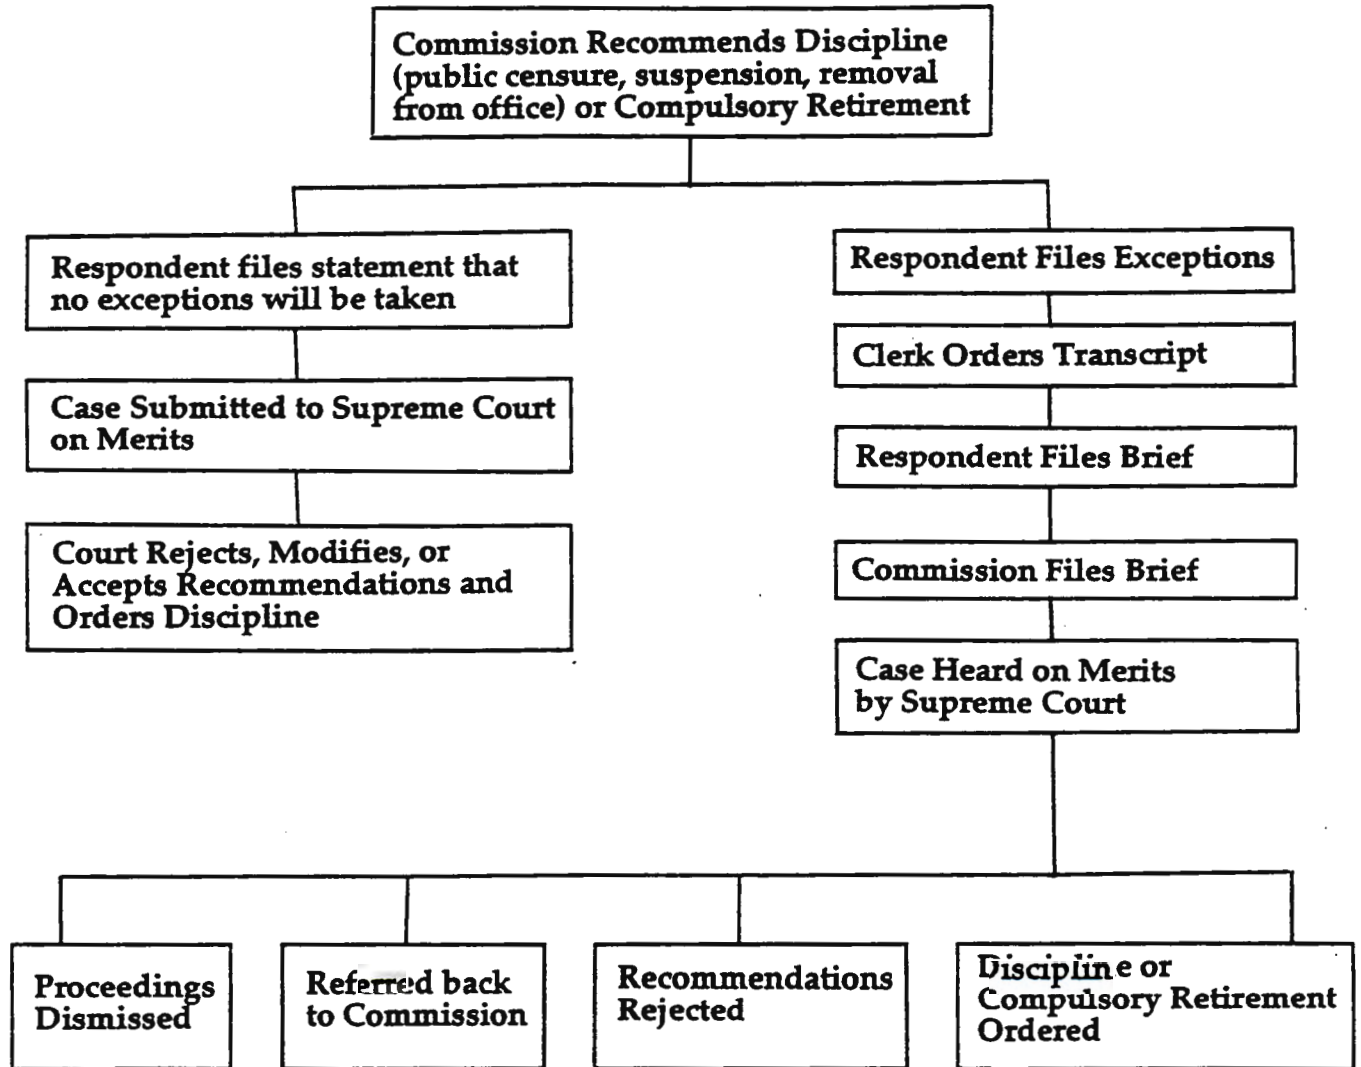 Commission Recommends Discipline
(public censure, suspension, removal
from office) or Compulsory Retirement
Respondent files statement that
no exceptions will be taken
Case Submitted to Supreme Court
on Merits
Court Rejects, Modifies, or
Accepts Recommendations and
Orders Discipline
Respondent Files Exceptions
Clerk Orders Transcript
Respondent Files Brief
Commission Files Brief
Case Heard on Merits
by Supreme Court
Proceedings
Dismissed
Referred back
to Commission
Recommendations
Rejected
Discipline or
Compulsory Retirement
Ordered